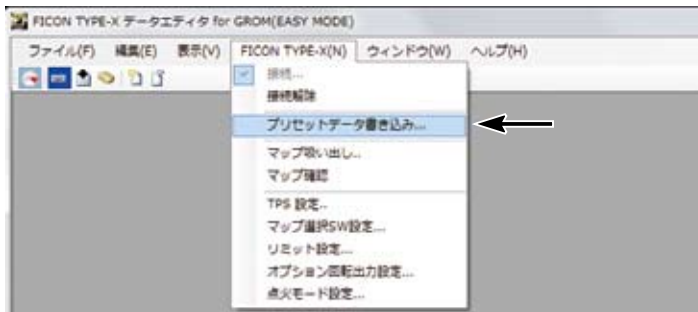 FICON TYPE-X データエディタ for GROM(EASY MODE)
ファイル(F) 編集(E) 表示(V) FICON TYPE-X(N) ウィンドウ(W) ヘルプ(H)
接続...
接続解除
プリセットデータ書き込み...
マップ吸い出し...
マップ確認
TPS 設定...
マップ選択SW設定...
リミット設定...
オプション回転出力設定...
点火モード設定...